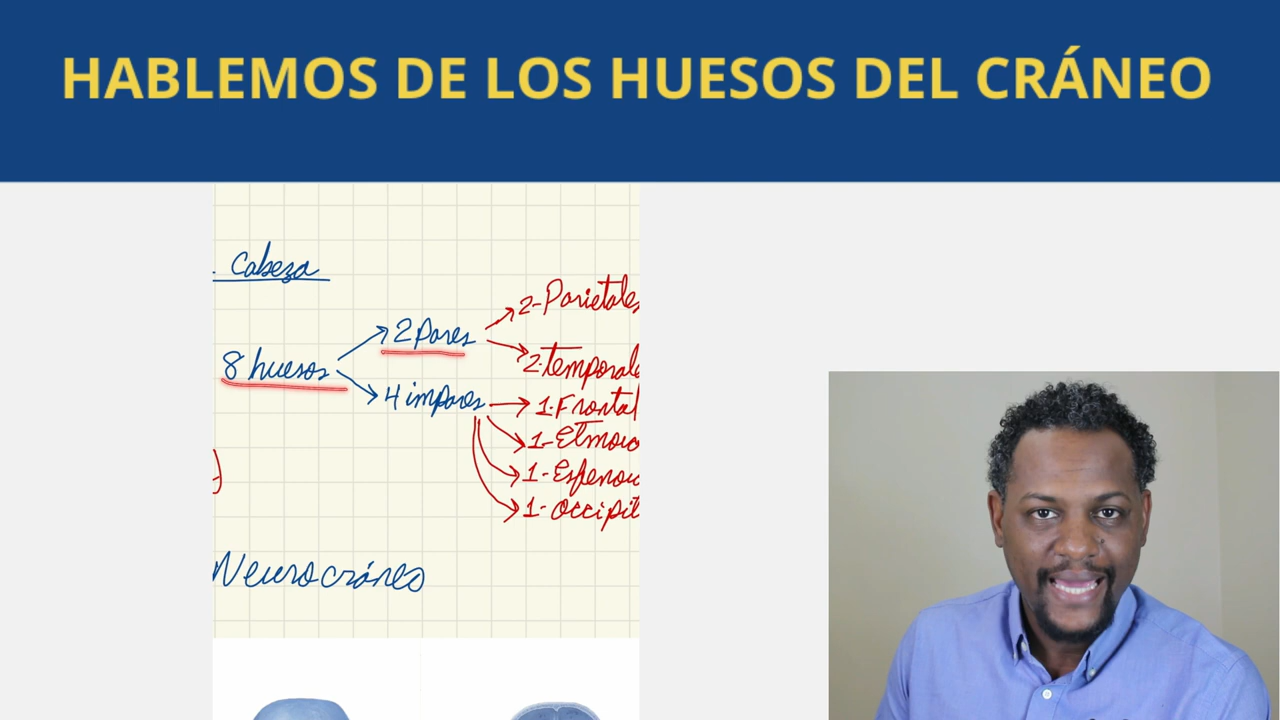 HABLEMOS DE LOS HUESOS DEL CRÁNEO
. Cabeza
2-Parietales
2 Pares
8 huesos
2.temporale
4 impares
1.Frontal
1-Etmoid
1-Esfenoid
1-occipit
)
Neurocráneo